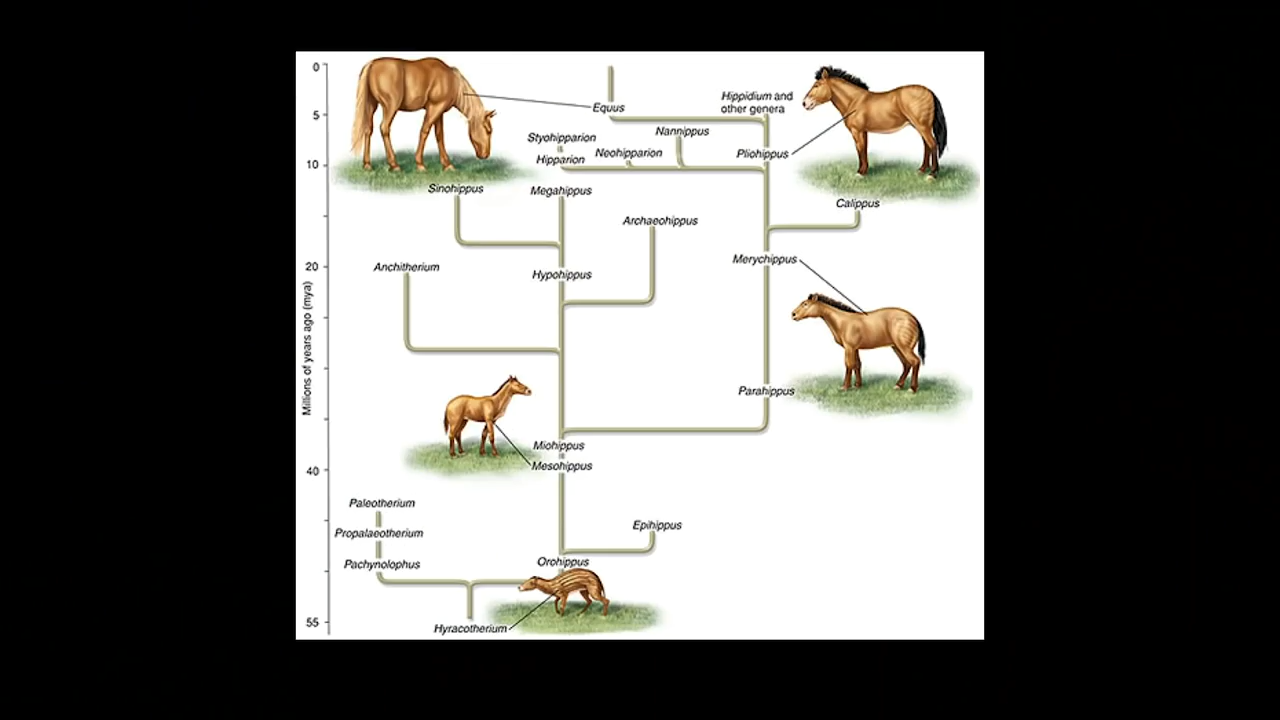 0
Hippidium and
other genera
Equus
5
Nannippus
Styohipparion
Neohipparion
Pliohippus
Hipparion
10
Sinohippus
Megahippus
Calippus
Archaeohippus
Merychippus
20
Anchitherium
Hypohippus
Millions of years ago (mya)
Parahippus
Miohippus
Mesohippus
40
Paleotherium
Epihippus
Propalaeotherium
Orohippus
Pachynolophus
55
Hyracotherium